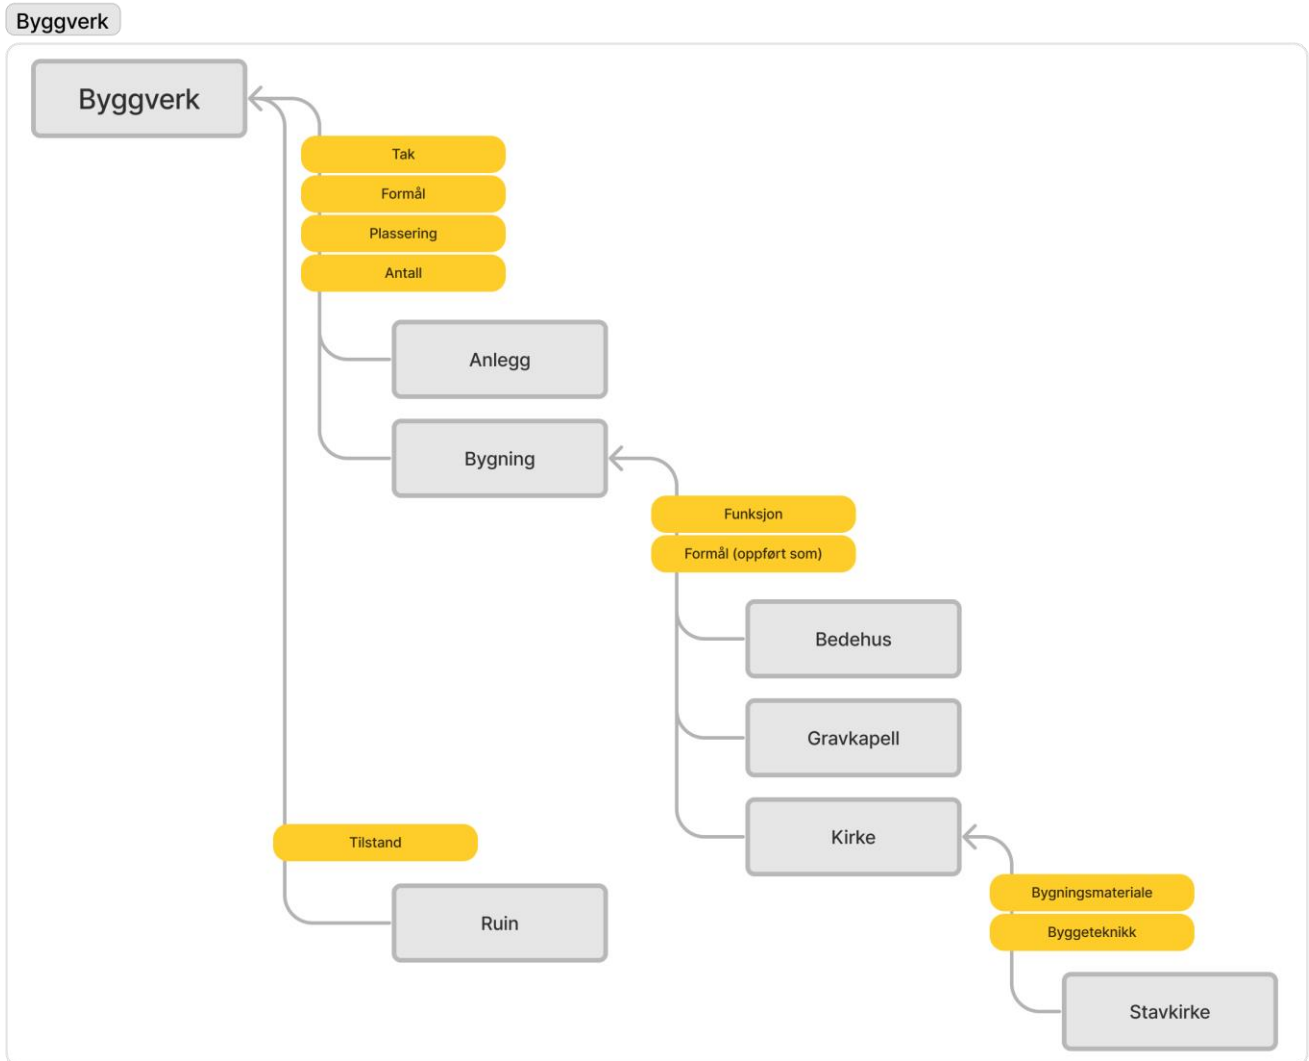 Byggverk
Byggverk
Tak
Formål
Plassering
Antall
Anlegg
Bygning
Funksjon
Formål (oppført som)
Bedehus
Gravkapell
Kirke
Tilstand
Ruin
Bygningsmateriale
Byggeteknikk
Stavkirke